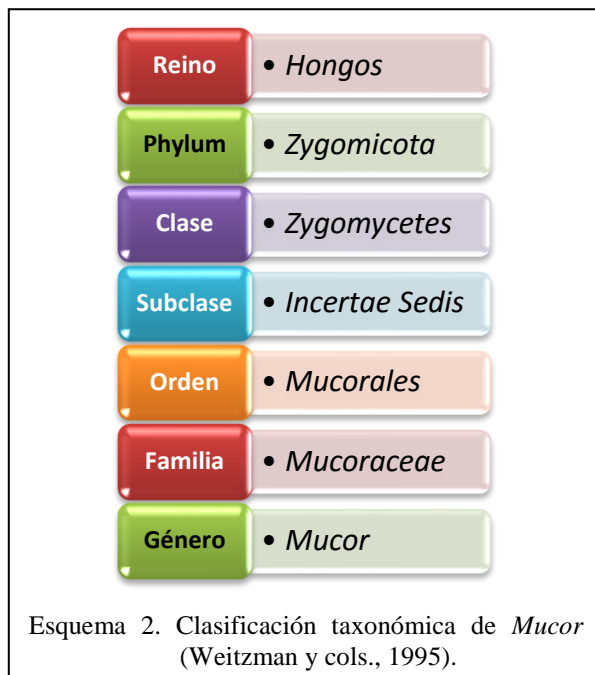 Reino • Hongos
Phylum • Zygomicota
Clase • Zygomycetes
Subclase • Incertae Sedis
Orden • Mucorales
Familia • Mucoraceae
Género • Mucor
Esquema 2. Clasificación taxonómica de Mucor
(Weitzman y cols., 1995).